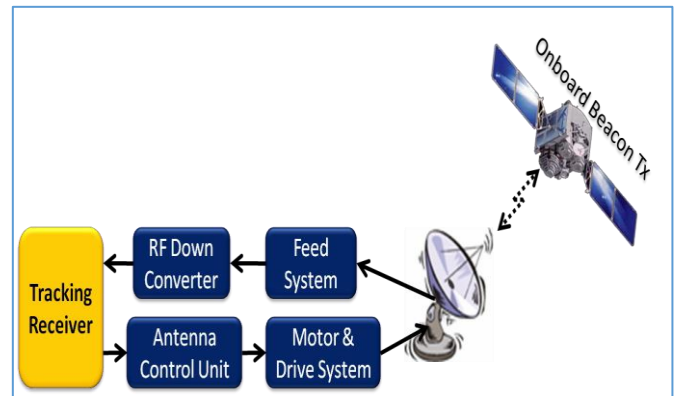 Onboard Beacon Tx
RF Down
Converter
Feed
System
Tracking
Receiver
Antenna
Control Unit
Motor &
Drive System